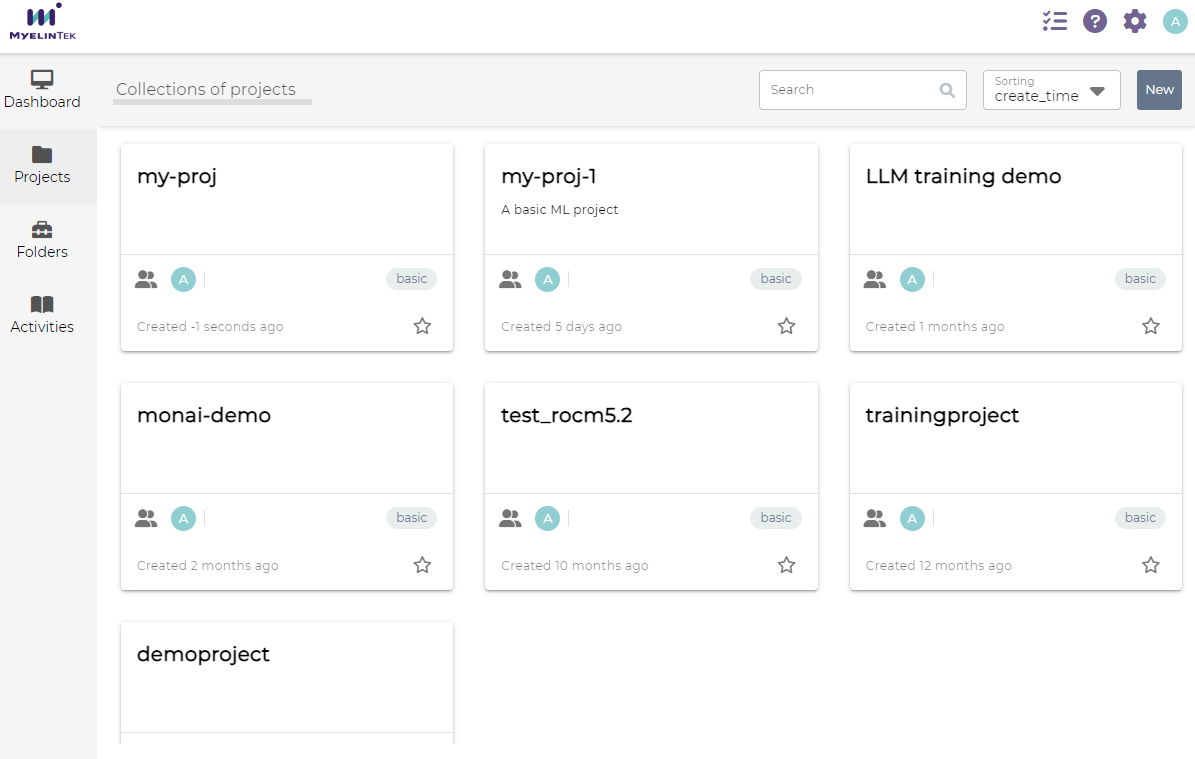 MYELINTEK
?
A
Dashboard
Projects
Folders
Activities
Collections of projects
Search
Sorting
create_time
New
my-proj
A
basic
Created -1 seconds ago
my-proj-1
A basic ML project
A
basic
Created 5 days ago
LLM training demo
A
basic
Created 1 months ago
monai-demo
A
basic
Created 2 months ago
test_rocm5.2
A
basic
Created 10 months ago
trainingproject
A
basic
Created 12 months ago
demoproject